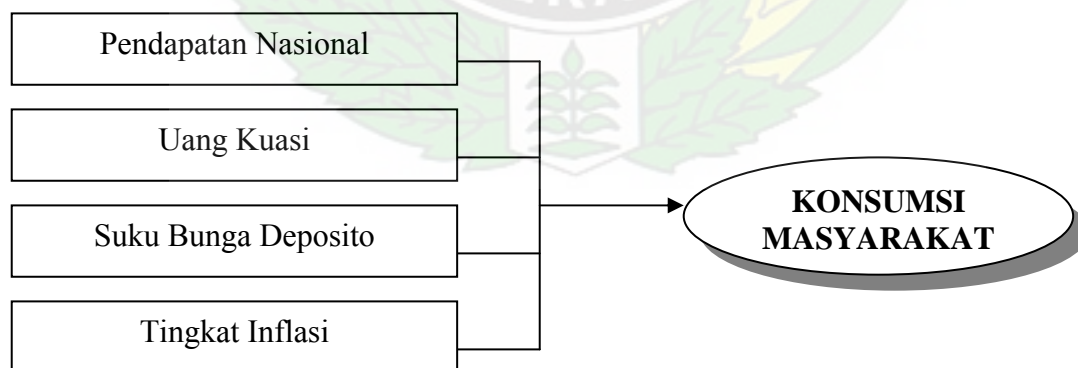 Pendapatan Nasional
Uang Kuasi
Suku Bunga Deposito
Tingkat Inflasi
KONSUMSI
MASYARAKAT